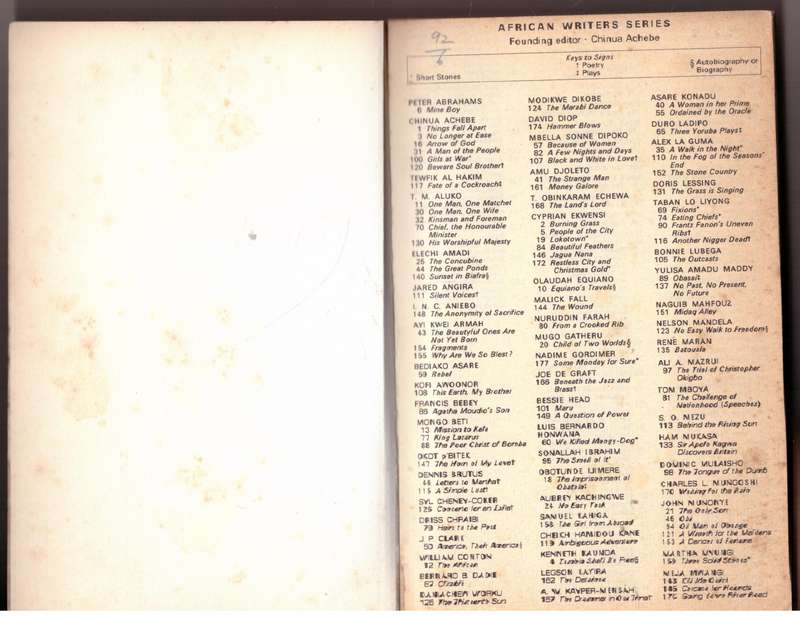 92
6
AFRICAN WRITERS SERIES
Founding editor · Chinua Achebe
Keys to Signs
* Short Stories
† Poetry
‡ Plays
§ Autobiography or
Biography
PETER ABRAHAMS
6 Mine Boy
CHINUA ACHEBE
1 Things Fall Apart
3 No Longer at Ease
16 Arrow of God
31 A Man of the People
100 Girls at War*
120 Beware Soul Brother†
TEWFIK AL HAKIM
117 Fate of a Cockroach‡
T. M. ALUKO
11 One Man, One Matchet
30 One Man, One Wife
32 Kinsman and Foreman
70 Chief, the Honourable
Minister
130 His Worshipful Majesty
ELECHI AMADI
25 The Concubine
44 The Great Ponds
140 Sunset in Biafra§
JARED ANGIRA
111 Silent Voices†
I. N. C. ANIEBO
148 The Anonymity of Sacrifice
AYI KWEI ARMAH
43 The Beautyful Ones Are
Not Yet Born
154 Fragments
155 Why Are We So Blest?
BEDIAKO ASARE
59 Rebel
KOFI AWOONOR
108 This Earth, My Brother
FRANCIS BEBEY
86 Agatha Moudio's Son
MONGO BETI
13 Mission to Kala
77 King Lazarus
88 The Poor Christ of Bomba
OKOT p'BITEK
147 The Horn of My Love†
DENNIS BRUTUS
46 Letters to Martha†
115 A Simple Lust†
SYL CHENEY-COKER
126 Concerto for an Exile†
DRISS CHRAIBI
79 Heirs to the Past
J P CLARK
50 America, Their America§
WILLIAM CONTON
12 The African
BERNARD B. DADIE
87 Climbié
DANIACHEW WORKU
125 The Thirteenth Sun
MODIKWE DIKOBE
124 The Marabi Dance
DAVID DIOP
174 Hammer Blows
MBELLA SONNE DIPOKO
57 Because of Women
82 A Few Nights and Days
107 Black and White in Love†
AMU DJOLETO
41 The Strange Man
161 Money Galore
T. OBINKARAM ECHEWA
168 The Land's Lord
CYPRIAN EKWENSI
2 Burning Grass
5 People of the City
19 Lokotown*
84 Beautiful Feathers
146 Jagua Nana
172 Restless City and
Christmas Gold*
OLAUDAH EQUIANO
10 Equiano's Travels§
MALICK FALL
144 The Wound
NURUDDIN FARAH
80 From a Crooked Rib
MUGO GATHERU
20 Child of Two Worlds§
NADINE GORDIMER
177 Some Monday for Sure*
JOE DE GRAFT
166 Beneath the Jazz and
Brass†
BESSIE HEAD
101 Maru
149 A Question of Power
LUIS BERNARDO
HONWANA
60 We Killed Mangy-Dog*
SONALLAH IBRAHIM
95 The Smell of It*
OBOTUNDE IJIMERE
18 The Imprisonment of
Obatala‡
AUBREY KACHINGWE
24 No Easy Task
SAMUEL KAHIGA
158 The Girl from Abroad
CHEIKH HAMIDOU KANE
119 Ambiguous Adventure
KENNETH KAUNDA
4 Zambia Shall Be Free§
LEGSON KAYIRA
162 The Detainee
A. W. KAYPER-MENSAH
157 The Drummer in Our Time†
ASARE KONADU
40 A Woman in her Prime
55 Ordained by the Oracle
DURO LADIPO
65 Three Yoruba Plays‡
ALEX LA GUMA
35 A Walk in the Night*
110 In the Fog of the Seasons'
End
152 The Stone Country
DORIS LESSING
131 The Grass is Singing
TABAN LO LIYONG
69 Fixions*
74 Eating Chiefs*
90 Frantz Fanon's Uneven
Ribs†
116 Another Nigger Dead†
BONNIE LUBEGA
105 The Outcasts
YULISA AMADU MADDY
89 Obasai‡
137 No Past, No Present,
No Future
NAGUIB MAHFOUZ
151 Midaq Alley
NELSON MANDELA
123 No Easy Walk to Freedom§
RENÉ MARAN
135 Batouala
ALI A. MAZRUI
97 The Trial of Christopher
Okigbo
TOM MBOYA
81 The Challenge of
Nationhood (Speeches)
S. O. MEZU
113 Behind the Rising Sun
HAM MUKASA
133 Sir Apolo Kagwa
Discovers Britain
DOMINIC MULAISHO
98 The Tongue of the Dumb
CHARLES L. MUNGOSHI
170 Waiting for the Rain
JOHN MUNONYE
21 The Only Son
45 Obi
94 Oil Man of Obange
121 A Wreath for the Maidens
153 A Dancer of Fortune
MARTHA MVUNGI
159 Three Solid Stones*
MEJA MWANGI
143 Kill Me Quick
145 Carcase for Hounds
176 Going Down River Road